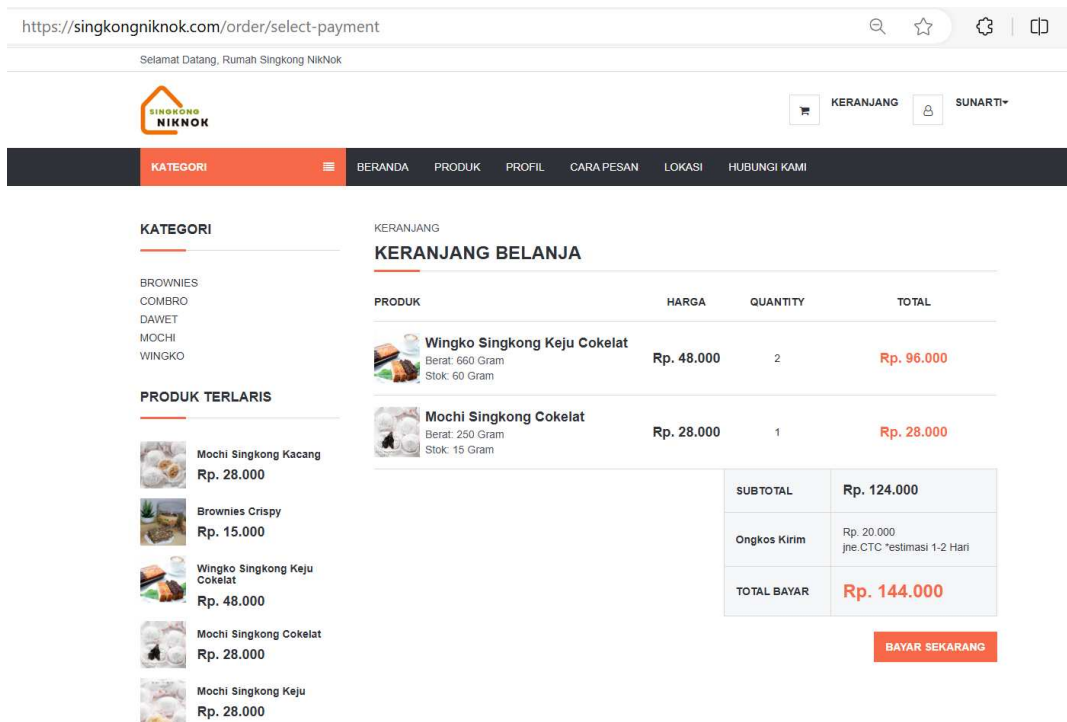 https://singkongniknok.com/order/select-payment
Selamat Datang, Rumah Singkong NikNok
SINGKONG
NIKNOK
KERANJANG
SUNARTI
KATEGORI
BERANDA PRODUK PROFIL CARA PESAN LOKASI HUBUNGI KAMI
KATEGORI
BROWNIES
COMBRO
DAWET
MOCHI
WINGKO
PRODUK TERLARIS
Mochi Singkong Kacang
Rp. 28.000
Brownies Crispy
Rp. 15.000
Wingko Singkong Keju
Cokelat
Rp. 48.000
Mochi Singkong Cokelat
Rp. 28.000
Mochi Singkong Keju
Rp. 28.000
KERANJANG
KERANJANG BELANJA
PRODUK HARGA QUANTITY TOTAL
Wingko Singkong Keju Cokelat
Berat: 660 Gram
Stok: 60 Gram
Rp. 48.000 2 Rp. 96.000
Mochi Singkong Cokelat
Berat: 250 Gram
Stok: 15 Gram
Rp. 28.000 1 Rp. 28.000
SUBTOTAL Rp. 124.000
Ongkos Kirim Rp. 20.000
jne.CTC *estimasi 1-2 Hari
TOTAL BAYAR Rp. 144.000
BAYAR SEKARANG